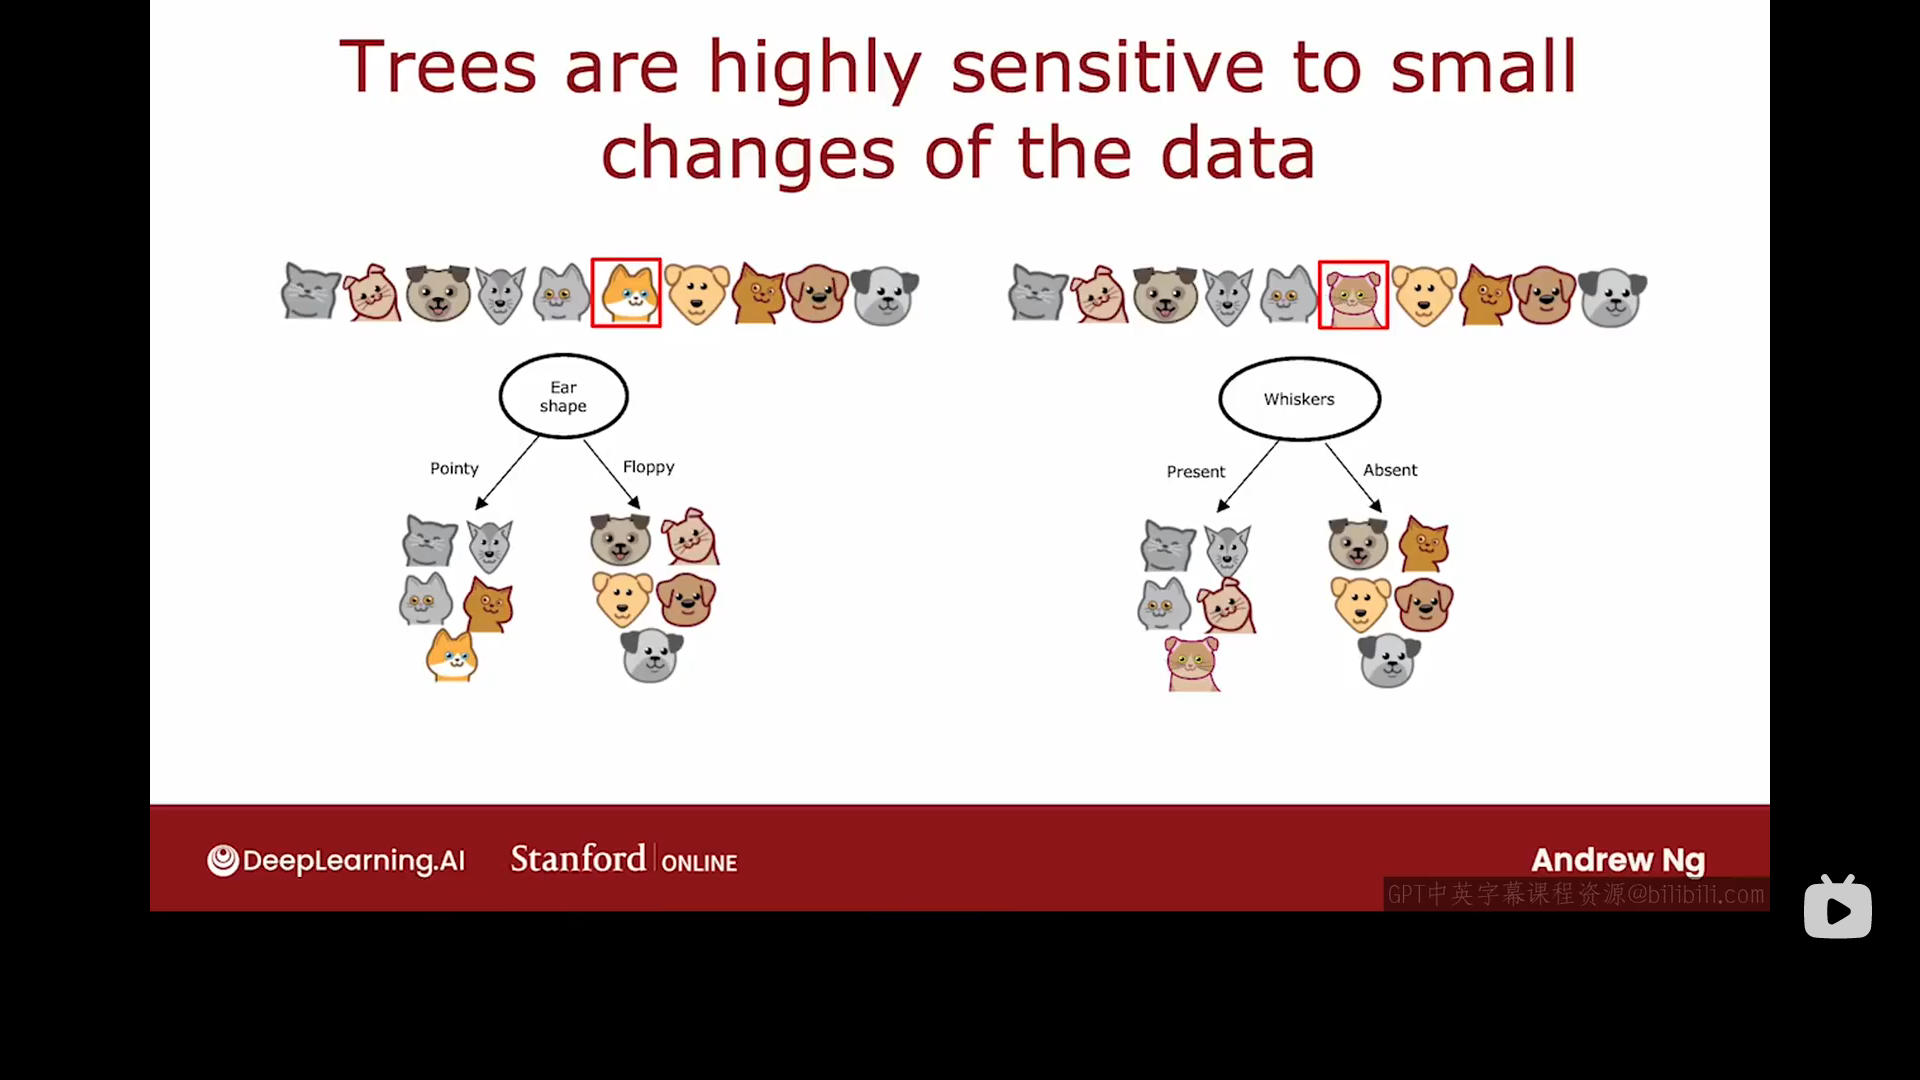 Trees are highly sensitive to small
changes of the data
Ear
shape
Pointy
Floppy
Whiskers
Present
Absent
DeepLearning.AI
Stanford ONLINE
Andrew Ng
GPT中英字幕课程资源@bilibili.com